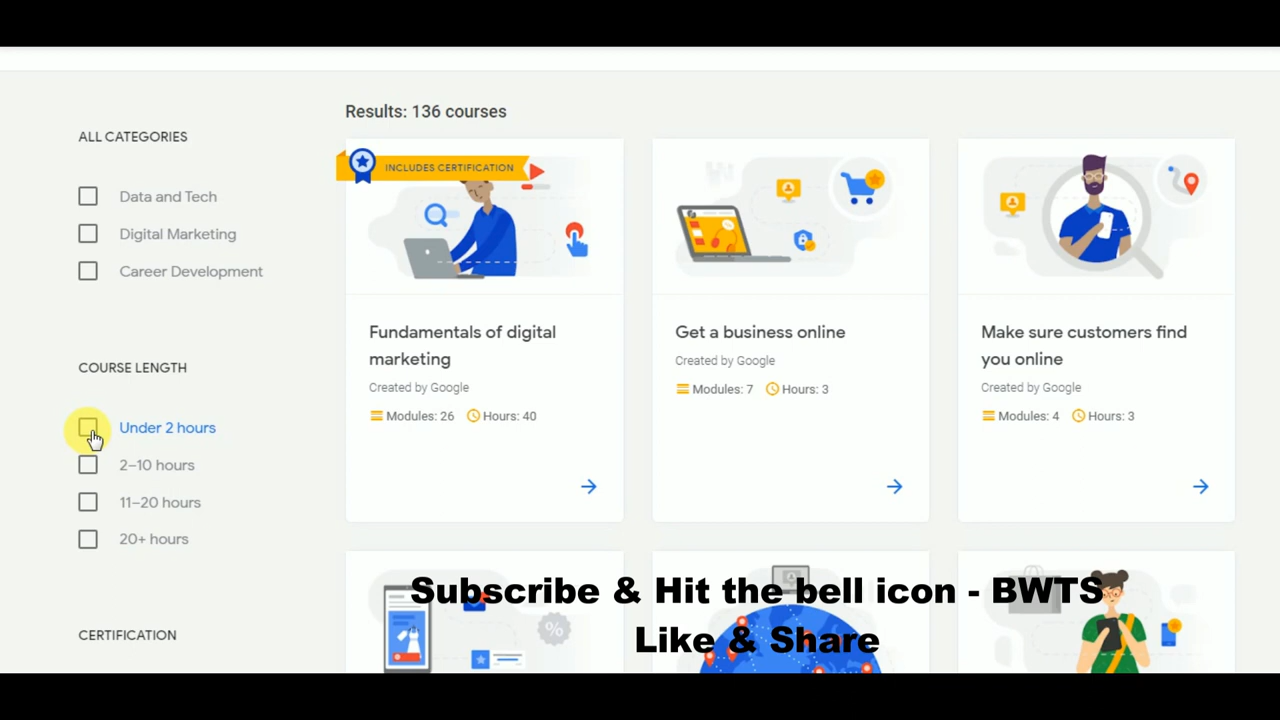 Results: 136 courses
ALL CATEGORIES
Data and Tech
Digital Marketing
Career Development
COURSE LENGTH
Under 2 hours
2–10 hours
11–20 hours
20+ hours
CERTIFICATION
INCLUDES CERTIFICATION
Fundamentals of digital
marketing
Created by Google
Modules: 26 Hours: 40
Get a business online
Created by Google
Modules: 7 Hours: 3
Make sure customers find
you online
Created by Google
Modules: 4 Hours: 3
Subscribe & Hit the bell icon - BWTS
Like & Share